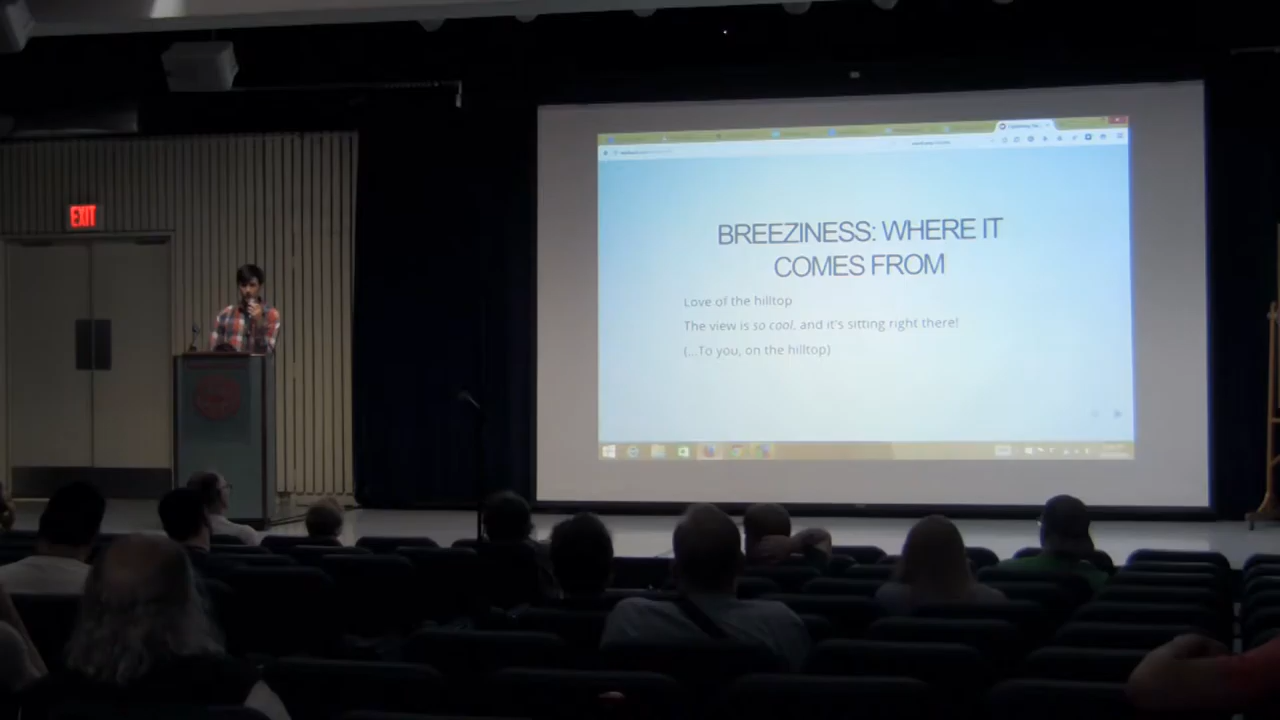 EXIT
BREEZINESS: WHERE IT
COMES FROM
Love of the hilltop
The view is so cool, and it's sitting right there!
(...To you, on the hilltop)